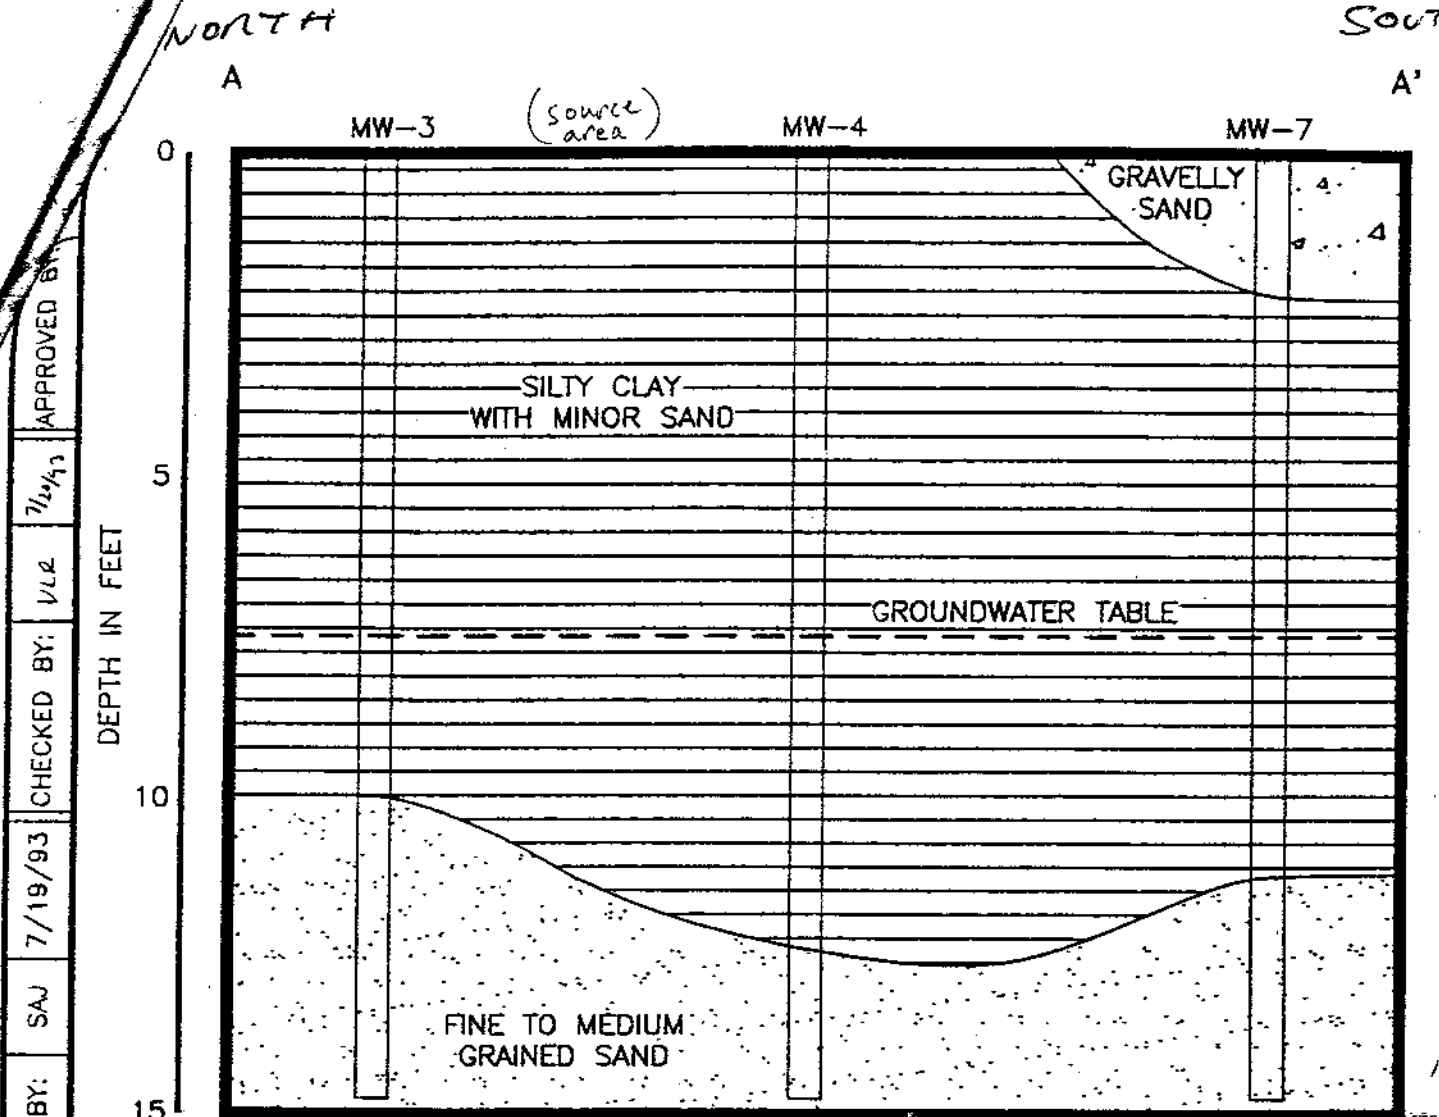 NORTH
A
A'
MW-3
(source
area)
MW-4
MW-7
0
GRAVELLY
SAND
SILTY CLAY
WITH MINOR SAND
5
GROUNDWATER TABLE
DEPTH IN FEET
10
FINE TO MEDIUM
GRAINED SAND
15
BY:
SAJ
7/19/93
CHECKED BY:
VLR
APPROVED BY: